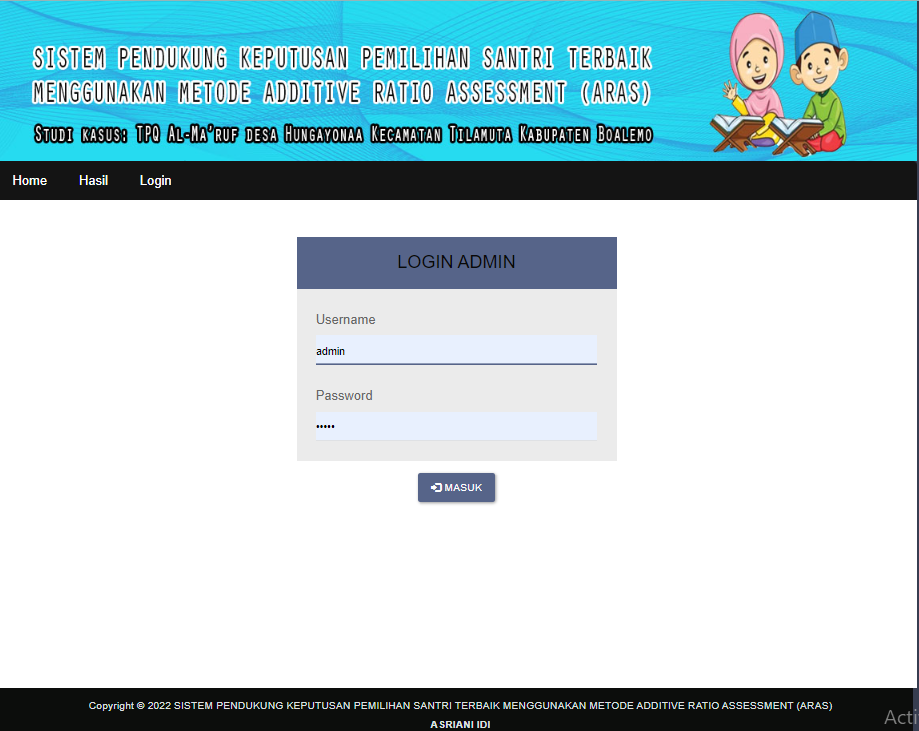 SISTEM PENDUKUNG KEPUTUSAN PEMILIHAN SANTRI TERBAIK
MENGGUNAKAN METODE ADDITIVE RATIO ASSESSMENT (ARAS)
STUDI KASUS: TPQ AL-MA'RUF DESA HUNGAYONAA KECAMATAN TILAMUTA KABUPATEN BOALEMO
Home Hasil Login
LOGIN ADMIN
Username
admin
Password
•••••
MASUK
Copyright © 2022 SISTEM PENDUKUNG KEPUTUSAN PEMILIHAN SANTRI TERBAIK MENGGUNAKAN METODE ADDITIVE RATIO ASSESSMENT (ARAS)
ASRIANI IDI